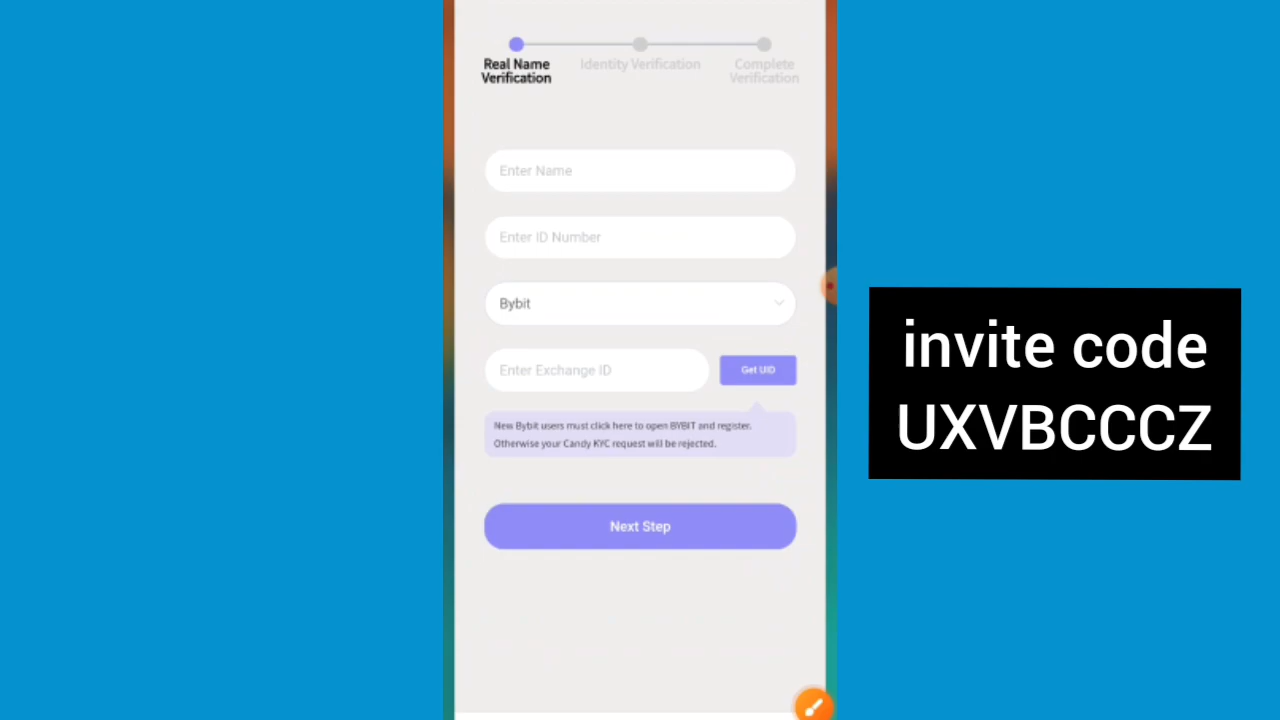 Real Name
Verification
Identity Verification
Complete
Verification
Enter Name
Enter ID Number
Bybit
Enter Exchange ID
Get UID
New Bybit users must click here to open BYBIT and register.
Otherwise your Candy KYC request will be rejected.
Next Step
invite code
UXVBCCCZ